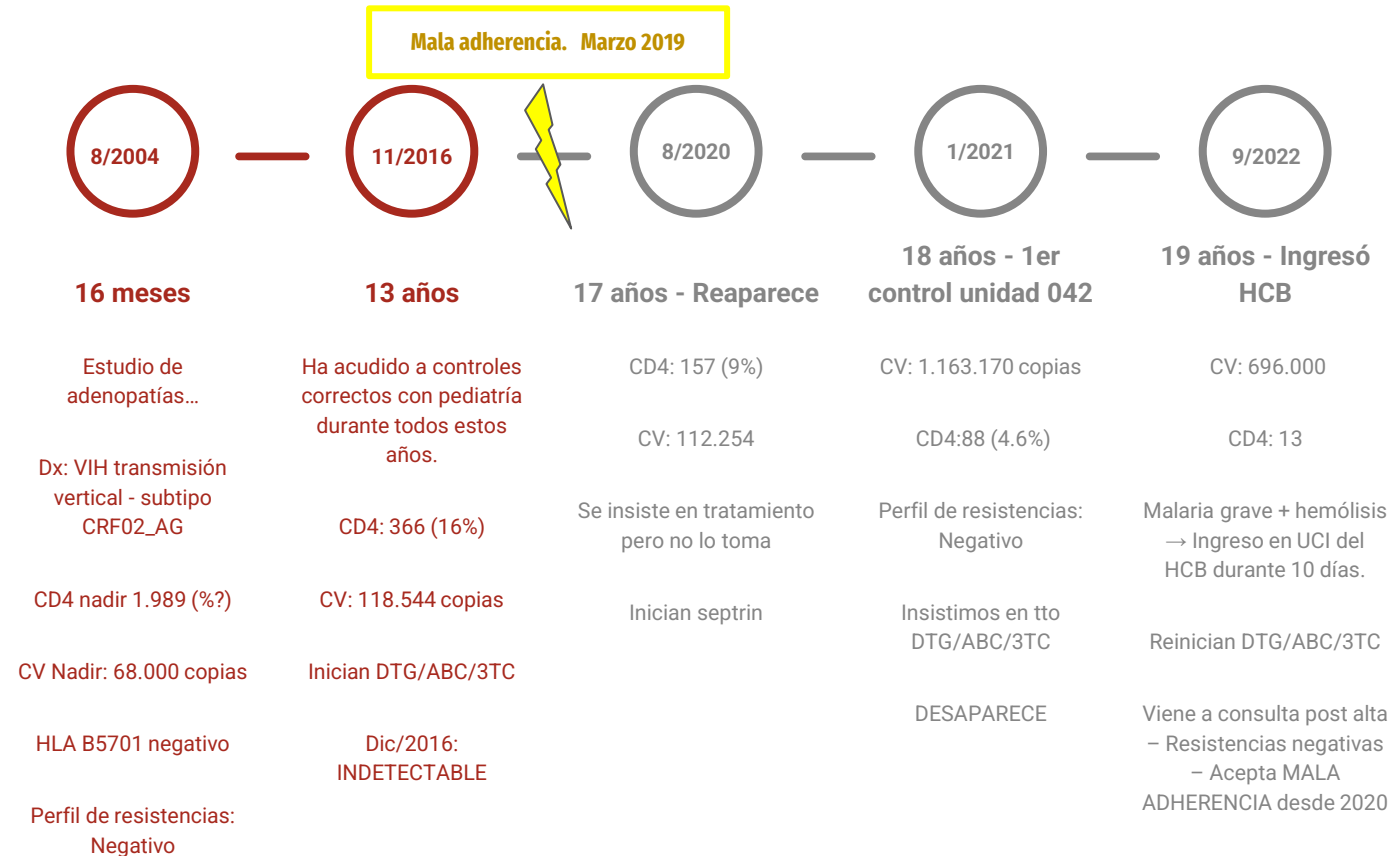 Mala adherencia. Marzo 2019
8/2004
11/2016
8/2020
1/2021
9/2022
16 meses
Estudio de
adenopatías...
Dx: VIH transmisión
vertical - subtipo
CRF02_AG
CD4 nadir 1.989 (%?)
CV Nadir: 68.000 copias
HLA B5701 negativo
Perfil de resistencias:
Negativo
13 años
Ha acudido a controles
correctos con pediatría
durante todos estos
años.
CD4: 366 (16%)
CV: 118.544 copias
Inician DTG/ABC/3TC
Dic/2016:
INDETECTABLE
17 años - Reaparece
CD4: 157 (9%)
CV: 112.254
Se insiste en tratamiento
pero no lo toma
Inician septrin
18 años - 1er
control unidad 042
CV: 1.163.170 copias
CD4:88 (4.6%)
Perfil de resistencias:
Negativo
Insistimos en tto
DTG/ABC/3TC
DESAPARECE
19 años - Ingresó
HCB
CV: 696.000
CD4: 13
Malaria grave + hemólisis
→ Ingreso en UCI del
HCB durante 10 días.
Reinician DTG/ABC/3TC
Viene a consulta post alta
– Resistencias negativas
– Acepta MALA
ADHERENCIA desde 2020